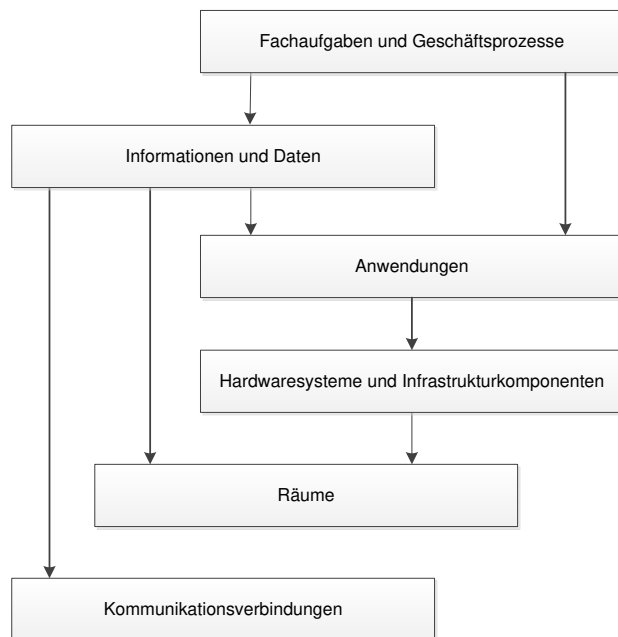 Fachaufgaben und Geschäftsprozesse
Informationen und Daten
Anwendungen
Hardwaresysteme und Infrastrukturkomponenten
Räume
Kommunikationsverbindungen